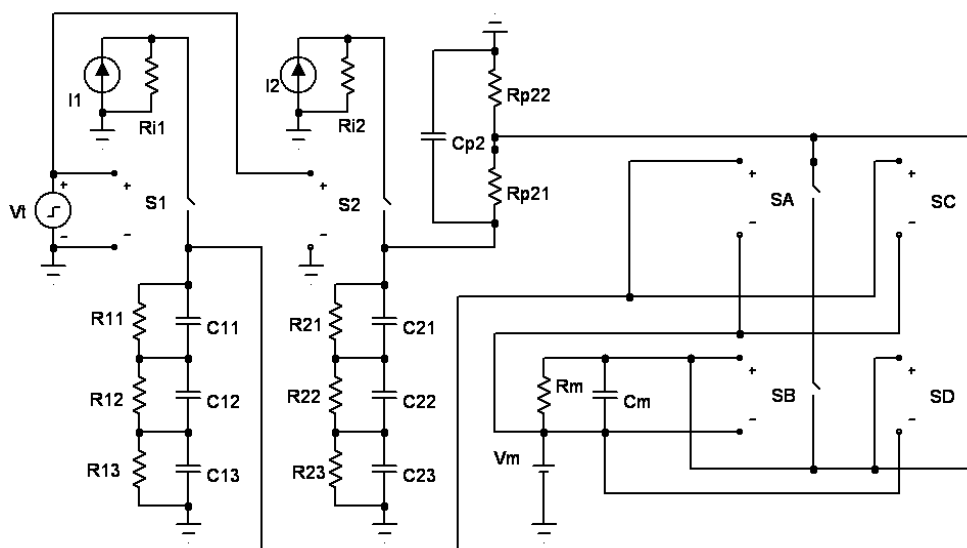 I1
Ri1
I2
Ri2
Rp22
Cp2
Rp21
Vt
+
−
+
−
S1
+
−
S2
+
−
SA
+
−
SC
R11
C11
R12
C12
R13
C13
R21
C21
R22
C22
R23
C23
Rm
Cm
Vm
+
−
SB
+
−
SD